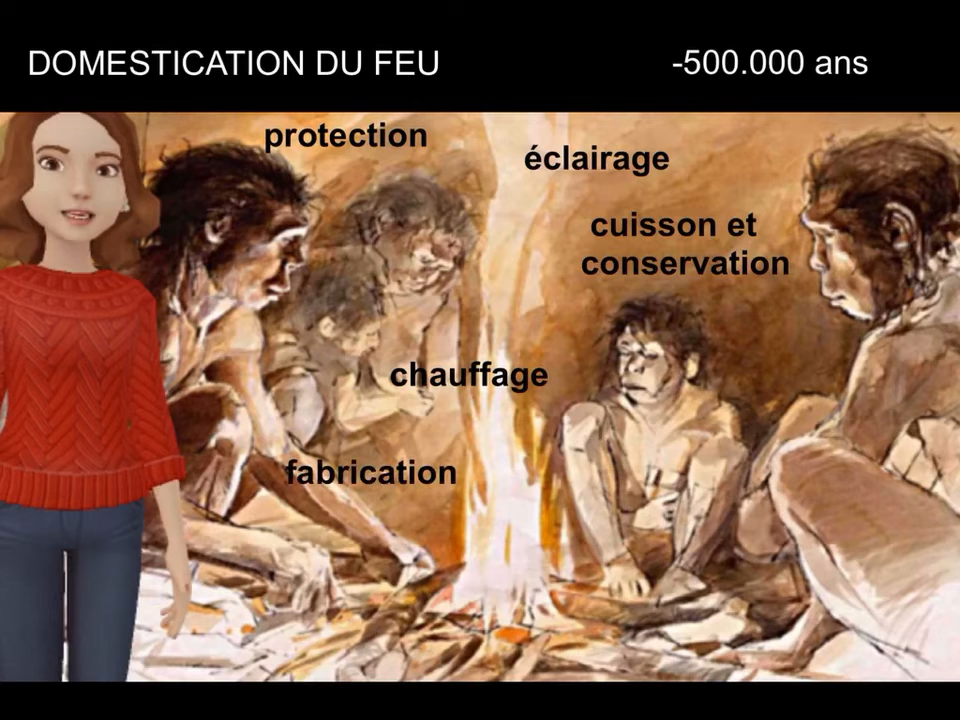 DOMESTICATION DU FEU
-500.000 ans
protection
éclairage
cuisson et
conservation
chauffage
fabrication